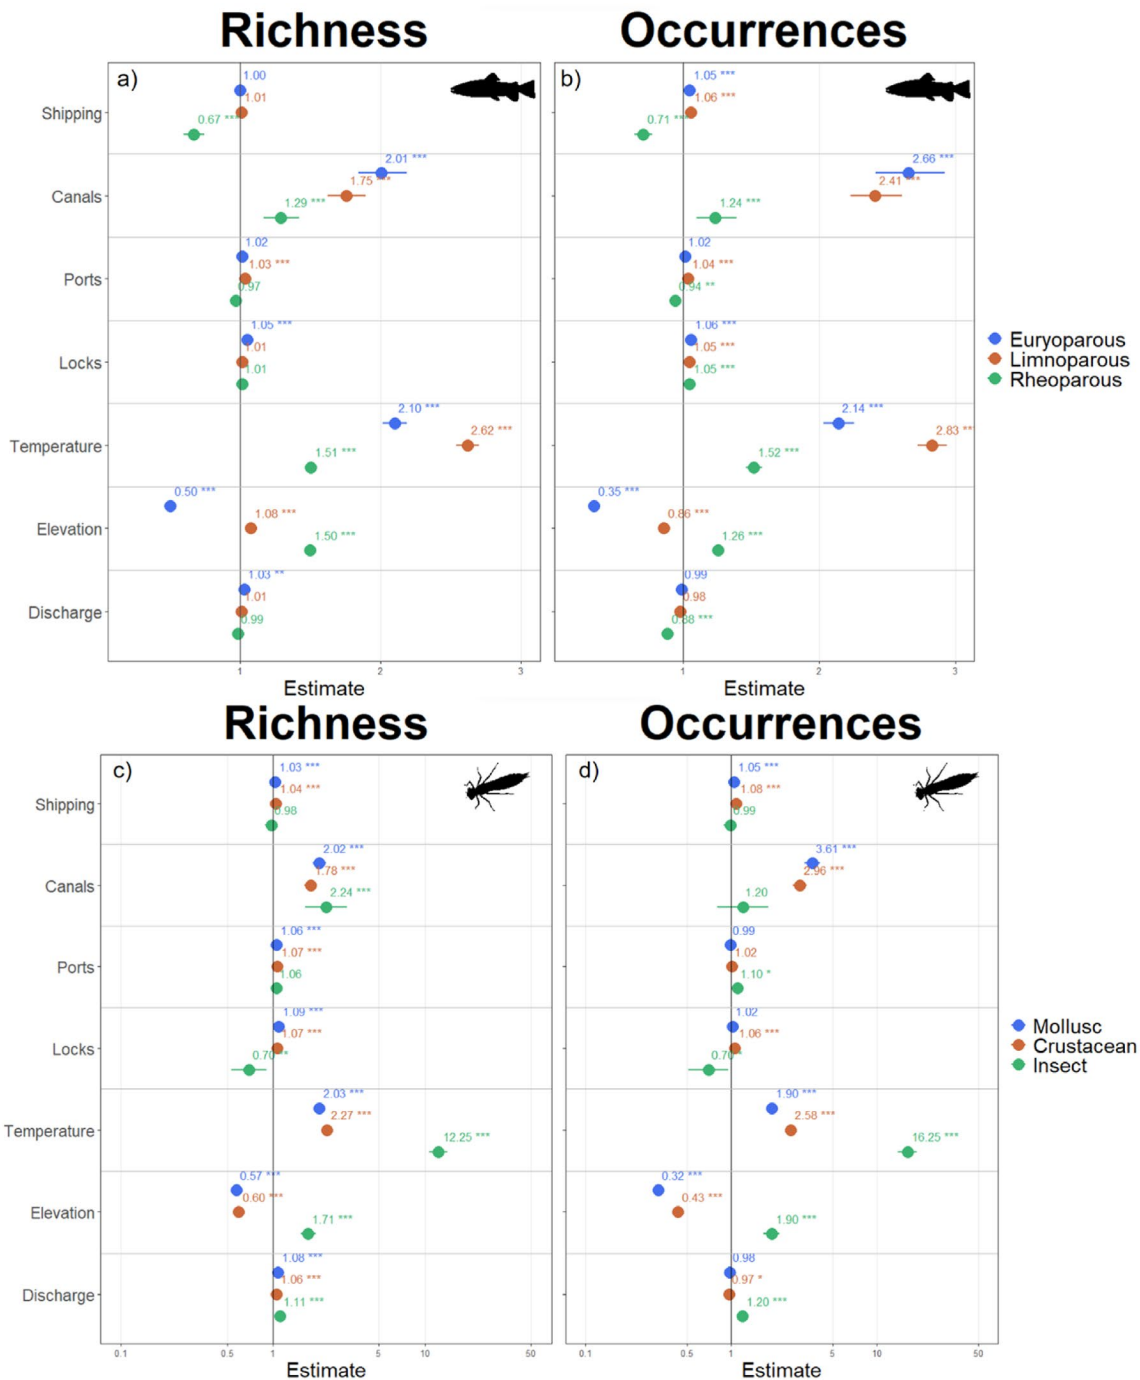 Richness
Occurrences
a)
b)
1.00
1.05 ***
1.01
1.06 ***
Shipping
0.67 ***
0.71 ***
2.01 ***
2.66 ***
1.75 ***
2.41 ***
Canals
1.29 ***
1.24 ***
1.02
1.02
1.03 ***
1.04 ***
Ports
0.97
0.94 **
1.05 ***
1.06 ***
1.01
1.05 ***
Locks
1.01
1.05 ***
Euryoparous
Limnoparous
Rheoparous
2.10 ***
2.14 ***
2.62 ***
2.83 **
Temperature
1.51 ***
1.52 ***
0.50 ***
0.35 ***
1.08 ***
0.86 ***
Elevation
1.50 ***
1.26 ***
1.03 **
0.99
1.01
0.98
Discharge
0.99
0.88 ***
1 2 3
1 2 3
Estimate
Estimate
Richness
Occurrences
c)
d)
1.03 ***
1.05 ***
1.04 ***
1.08 ***
Shipping
0.98
0.99
2.02 ***
3.61 ***
1.78 ***
2.96 ***
Canals
2.24 ***
1.20
1.06 ***
0.99
1.07 ***
1.02
Ports
1.06
1.10 *
1.09 ***
1.02
1.07 ***
1.06 ***
Locks
0.70
0.70
Mollusc
Crustacean
Insect
2.03 ***
1.90 ***
2.27 ***
2.58 ***
Temperature
12.25 ***
16.25 ***
0.57 ***
0.32 ***
0.60 ***
0.43 ***
Elevation
1.71 ***
1.90 ***
1.08 ***
0.98
1.06 ***
0.97 *
Discharge
1.11 ***
1.20 ***
0.1 0.5 1 5 10 50
0.1 0.5 1 5 10 50
Estimate
Estimate